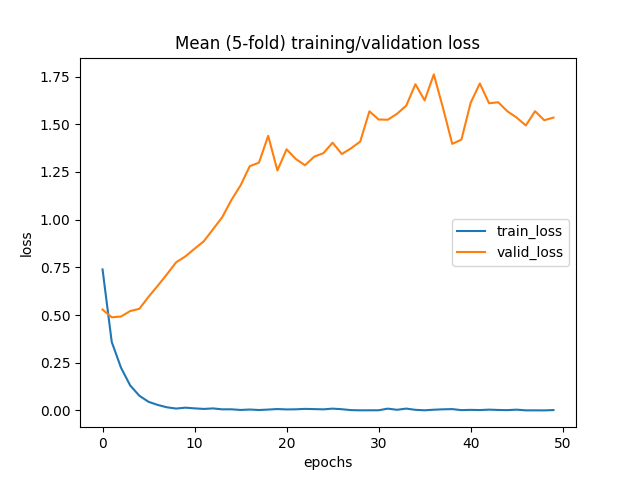 Mean (5-fold) training/validation loss
1.75
1.50
1.25
1.00
0.75
0.50
0.25
0.00
loss
train_loss
valid_loss
0 10 20 30 40 50
epochs